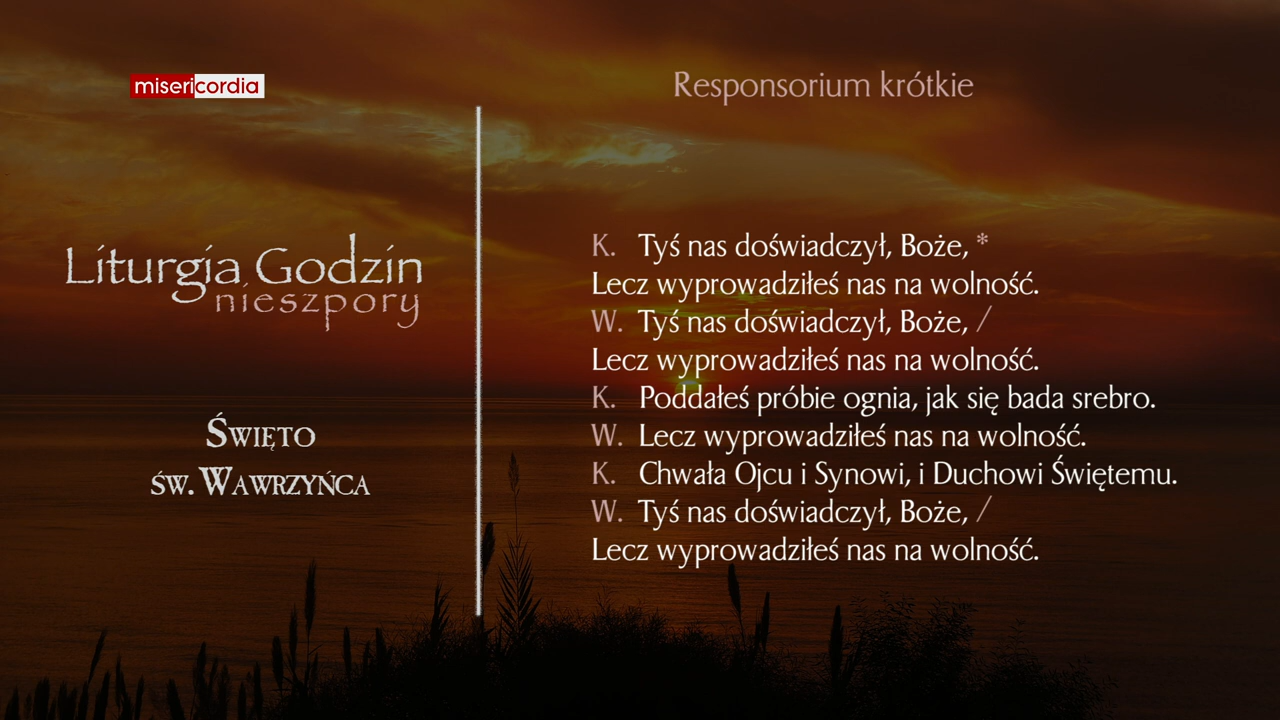 misericordia
Liturgia Godzin
nieszpory
Święto
św. Wawrzyńca
Responsorium krótkie
K. Tyś nas doświadczył, Boże, *
Lecz wyprowadziłeś nas na wolność.
W. Tyś nas doświadczył, Boże, /
Lecz wyprowadziłeś nas na wolność.
K. Poddałeś próbie ognia, jak się bada srebro.
W. Lecz wyprowadziłeś nas na wolność.
K. Chwała Ojcu i Synowi, i Duchowi Świętemu.
W. Tyś nas doświadczył, Boże, /
Lecz wyprowadziłeś nas na wolność.